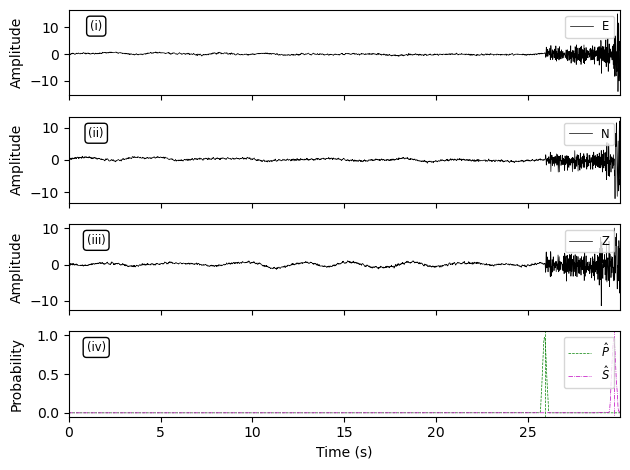 (i)
E
Amplitude
10
0
−10
(ii)
N
Amplitude
10
0
−10
(iii)
Z
Amplitude
10
0
−10
(iv)
P̂
Ŝ
Probability
1.0
0.5
0.0
0 5 10 15 20 25
Time (s)